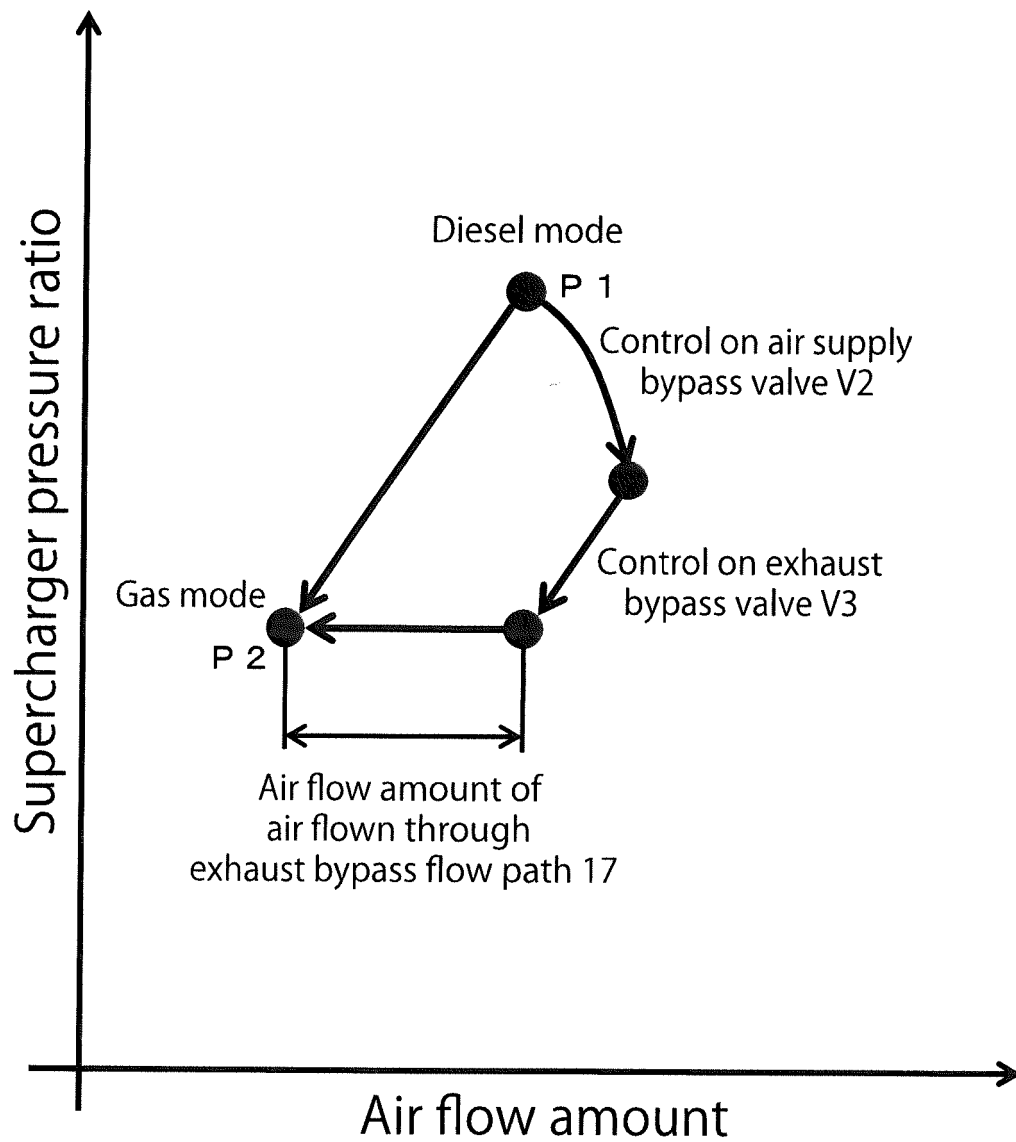 Supercharger pressure ratio
Diesel mode
P 1
Control on air supply
bypass valve V2
Control on exhaust
bypass valve V3
Gas mode
P 2
Air flow amount of
air flown through
exhaust bypass flow path 17
Air flow amount